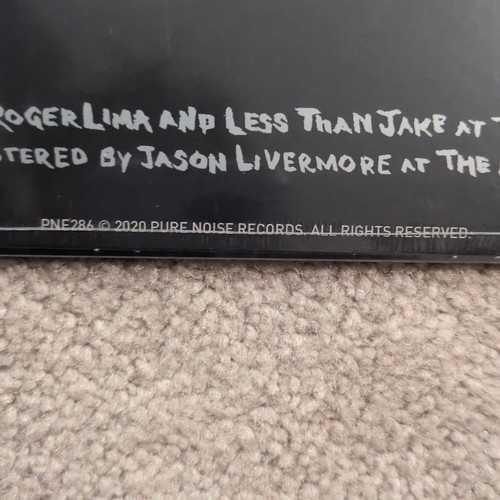 ROGER LIMA AND LESS THAN JAKE AT
TERED BY JASON LIVERMORE AT THE
PNE286 © 2020 PURE NOISE RECORDS. ALL RIGHTS RESERVED.